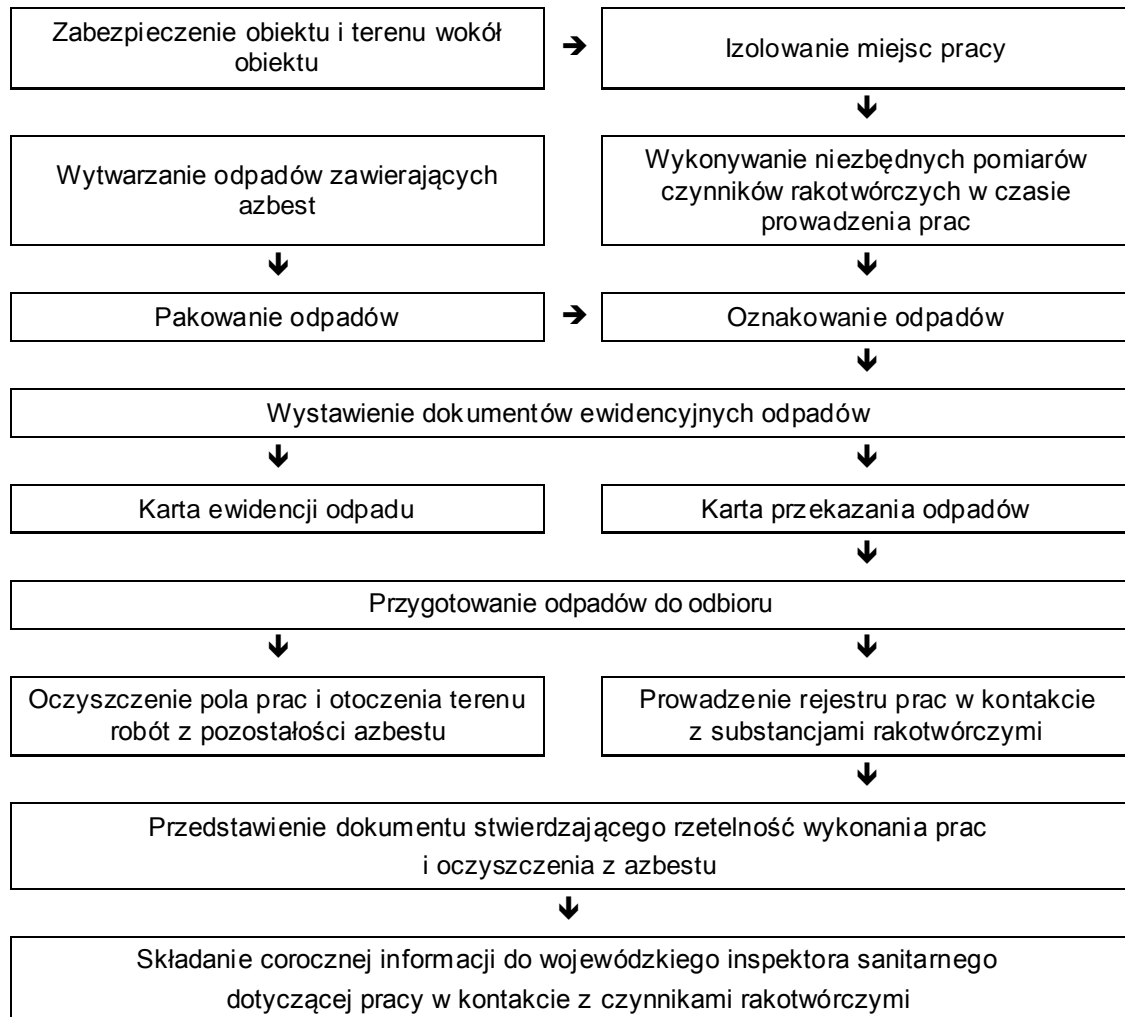 Zabezpieczenie obiektu i terenu wokół
obiektu
Izolowanie miejsc pracy
Wytwarzanie odpadów zawierających
azbest
Wykonywanie niezbędnych pomiarów
czynników rakotwórczych w czasie
prowadzenia prac
Pakowanie odpadów
Oznakowanie odpadów
Wystawienie dokumentów ewidencyjnych odpadów
Karta ewidencji odpadu
Karta przekazania odpadów
Przygotowanie odpadów do odbioru
Oczyszczenie pola prac i otoczenia terenu
robót z pozostałości azbestu
Prowadzenie rejestru prac w kontakcie
z substancjami rakotwórczymi
Przedstawienie dokumentu stwierdzającego rzetelność wykonania prac
i oczyszczenia z azbestu
Składanie corocznej informacji do wojewódzkiego inspektora sanitarnego
dotyczącej pracy w kontakcie z czynnikami rakotwórczymi